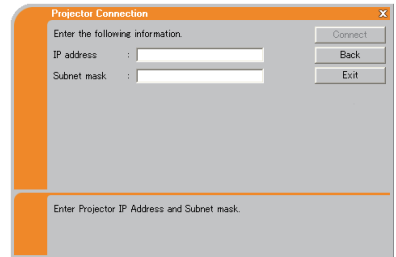 Projector Connection X
Enter the following information. Connect
IP address : Back
Subnet mask : Exit
Enter Projector IP Address and Subnet mask.